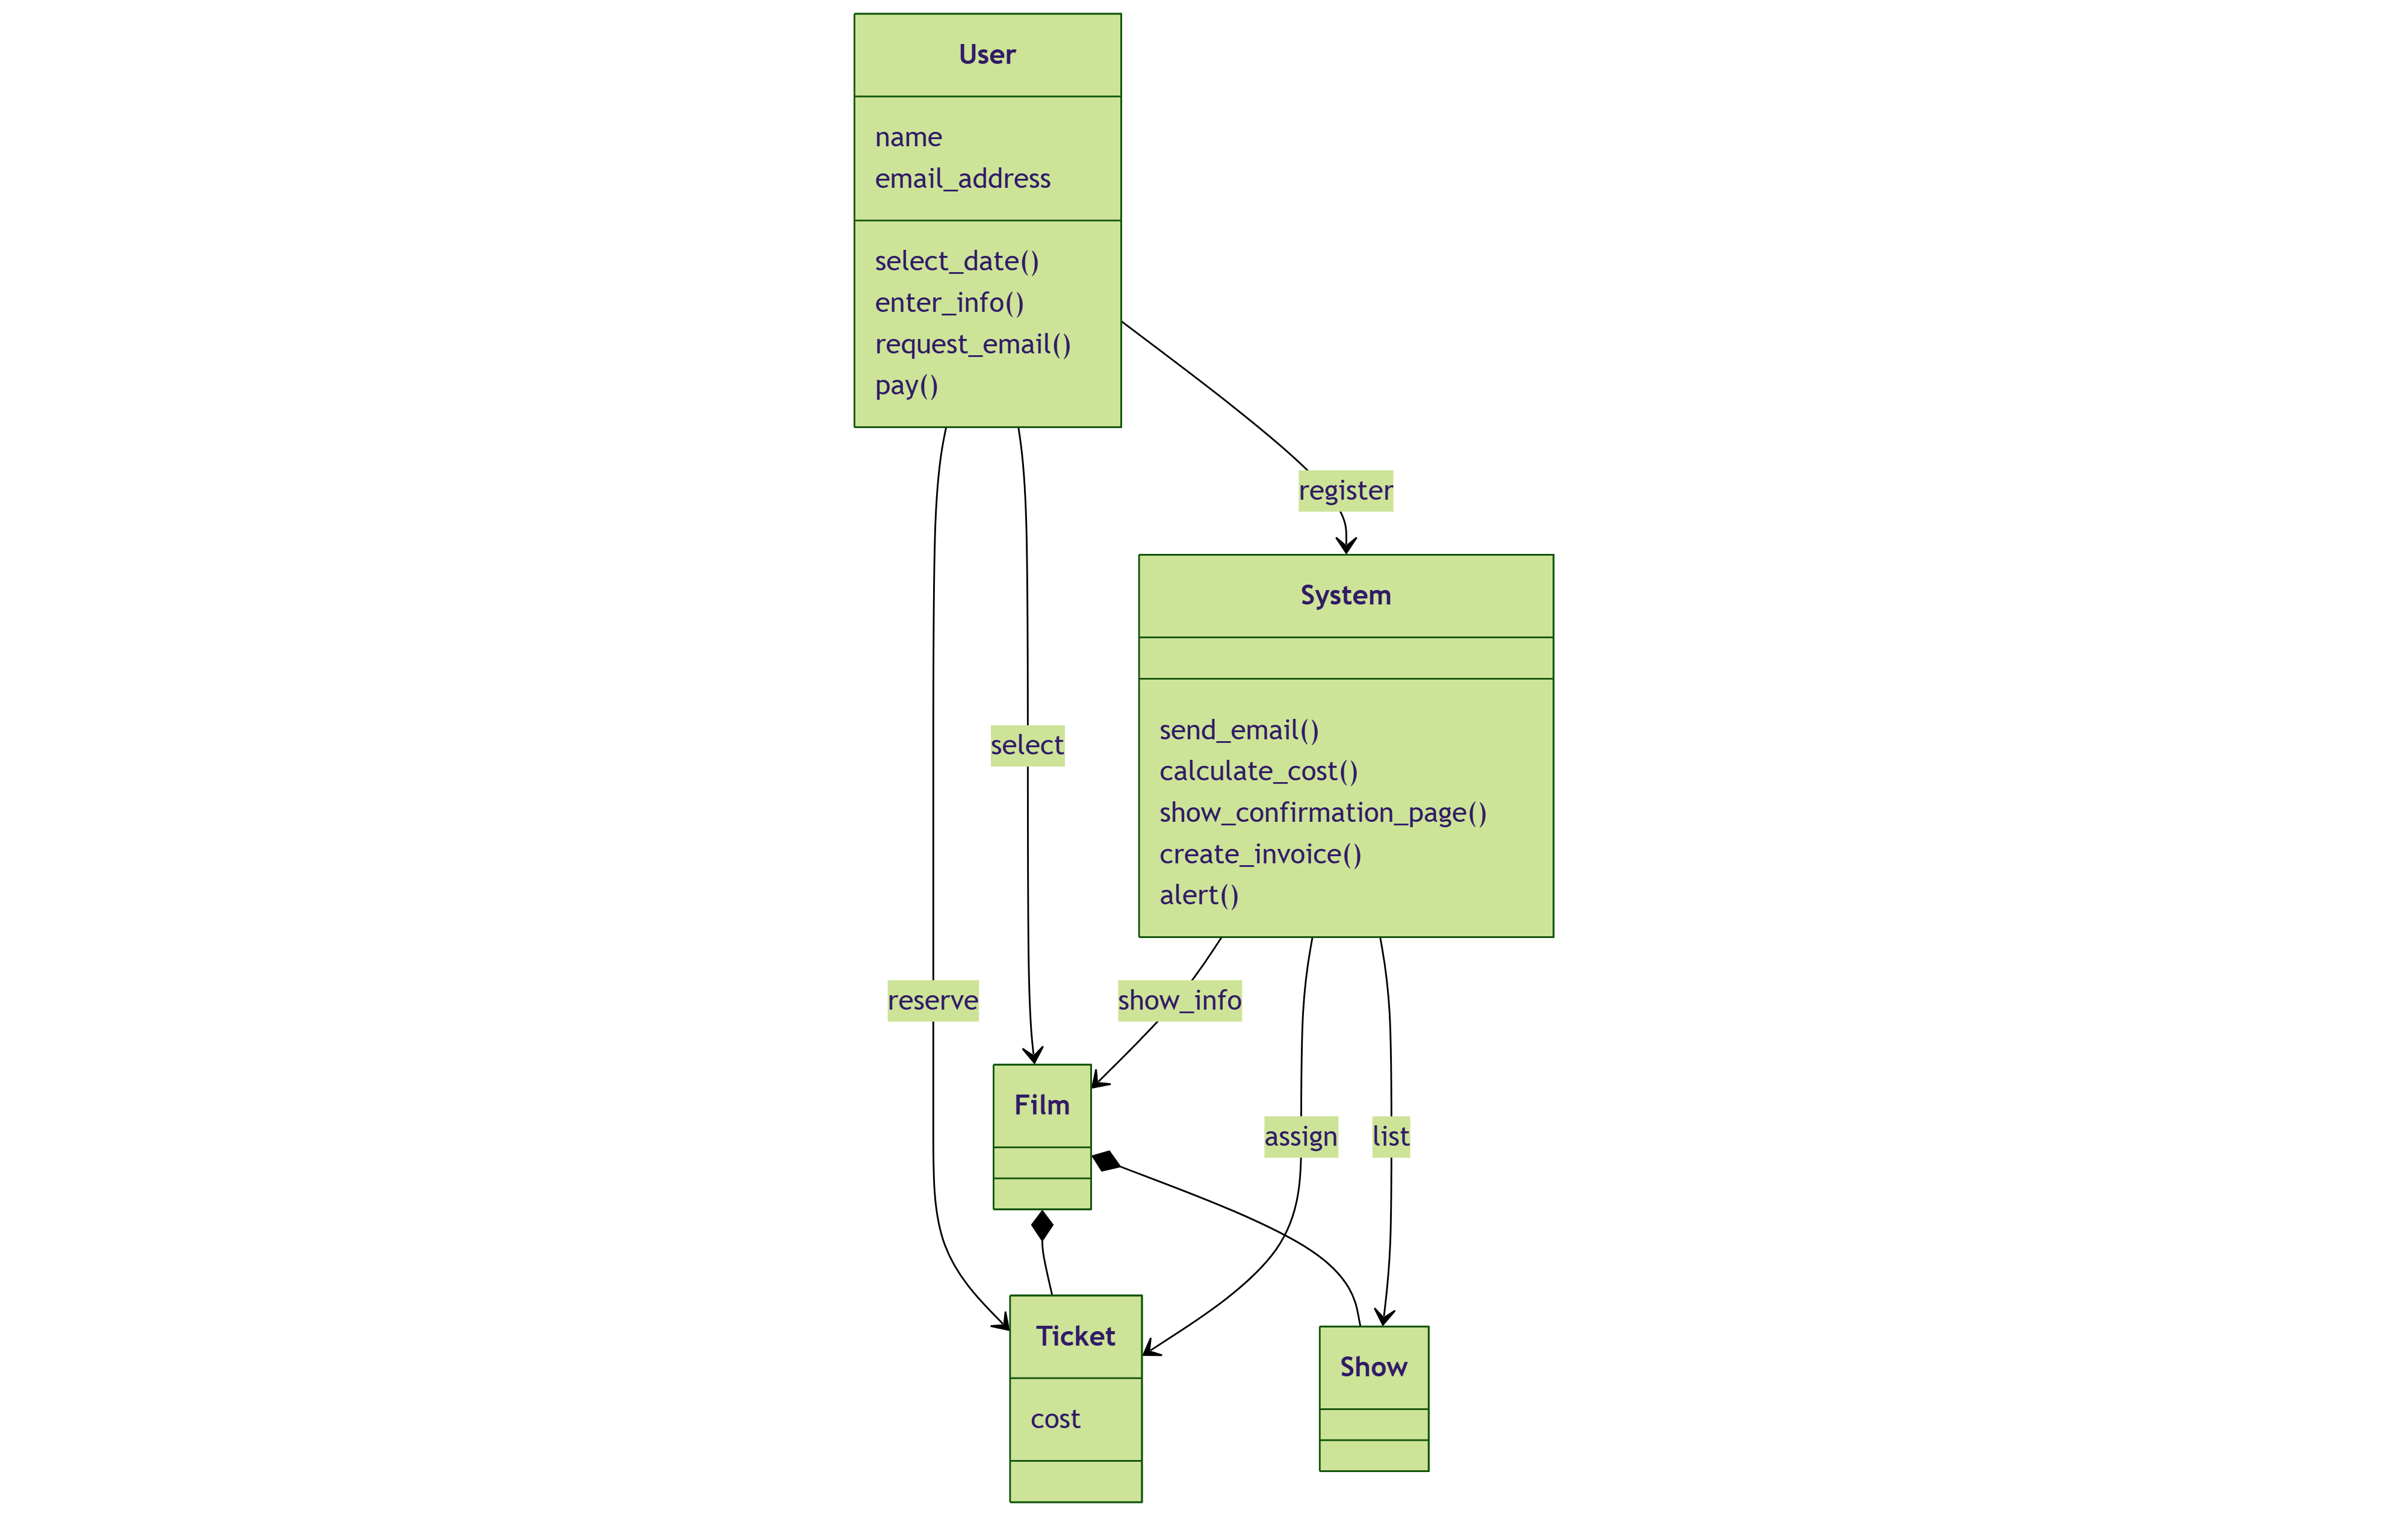 User
name
email_address
select_date()
enter_info()
request_email()
pay()
register
System
send_email()
calculate_cost()
show_confirmation_page()
create_invoice()
alert()
select
reserve
show_info
Film
assign
list
Ticket
cost
Show